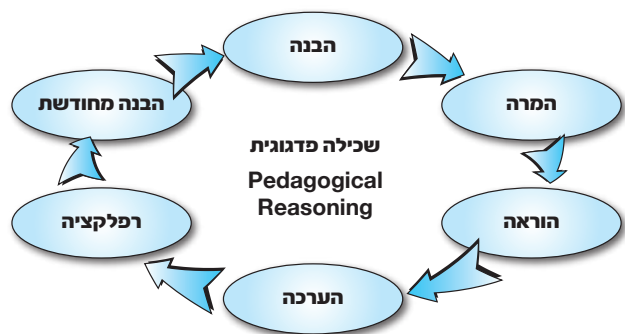 הבנה
המרה
הוראה
הערכה
רפלקציה
הבנה מחודשת
שכילה פדגוגית
Pedagogical
Reasoning